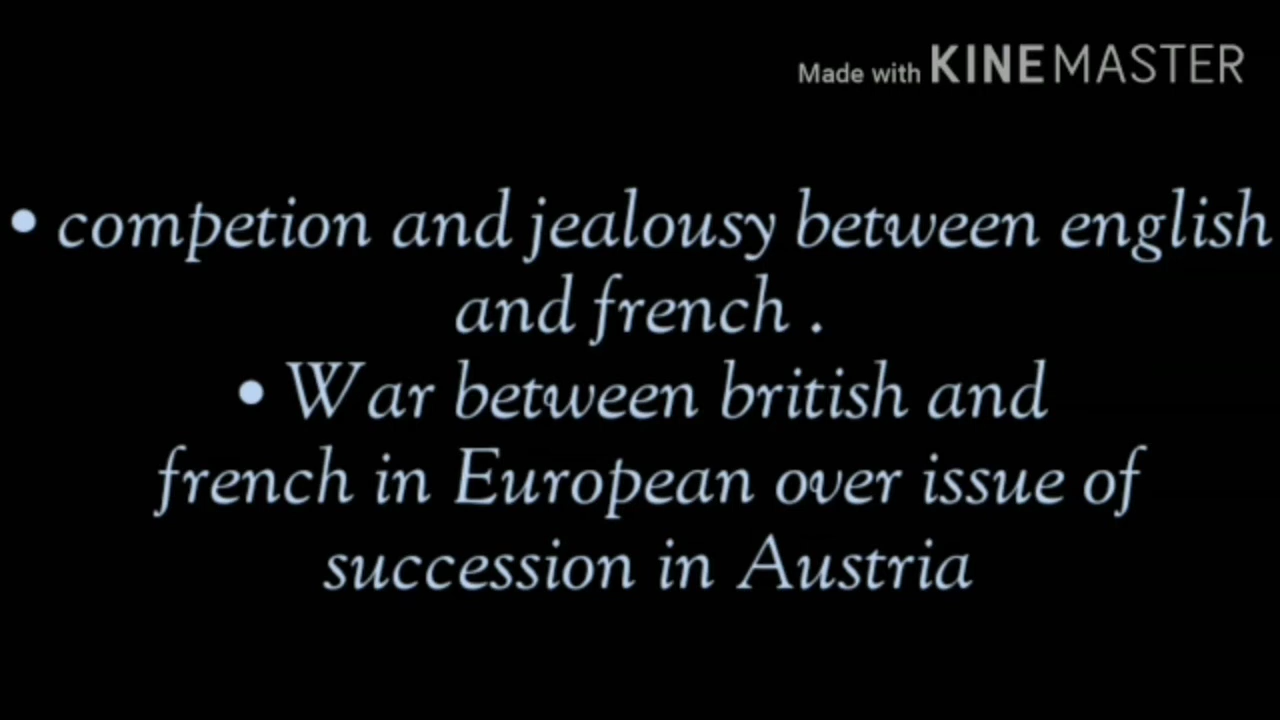 Made with KINEMASTER
• competion and jealousy between english
and french .
• War between british and
french in European over issue of
succession in Austria